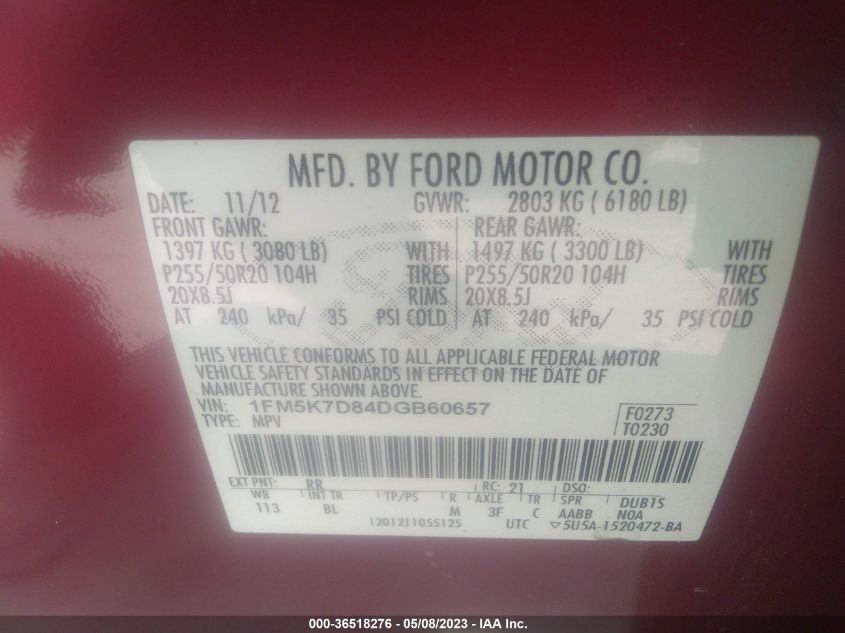 MFD. BY FORD MOTOR CO.
DATE: 11/12 GVWR: 2803 KG ( 6180 LB)
FRONT GAWR: REAR GAWR:
1397 KG ( 3080 LB) WITH 1497 KG ( 3300 LB) WITH
P255/50R20 104H TIRES P255/50R20 104H TIRES
20X8.5J RIMS 20X8.5J RIMS
AT 240 kPa/ 35 PSI COLD AT 240 kPa/ 35 PSI COLD
THIS VEHICLE CONFORMS TO ALL APPLICABLE FEDERAL MOTOR
VEHICLE SAFETY STANDARDS IN EFFECT ON THE DATE OF
MANUFACTURE SHOWN ABOVE.
VIN: 1FM5K7D84DGB60657 F0273
TYPE: MPV T0230
EXT PNT: RR RC: 21 DSO:
WB INT TR TP/PS R AXLE TR SPR DUB1S
113 BL M 3F C AABB NOA
1201211055125 UTC ▽5U5A-1520472-BA
000-36518276 - 05/08/2023 - IAA Inc.